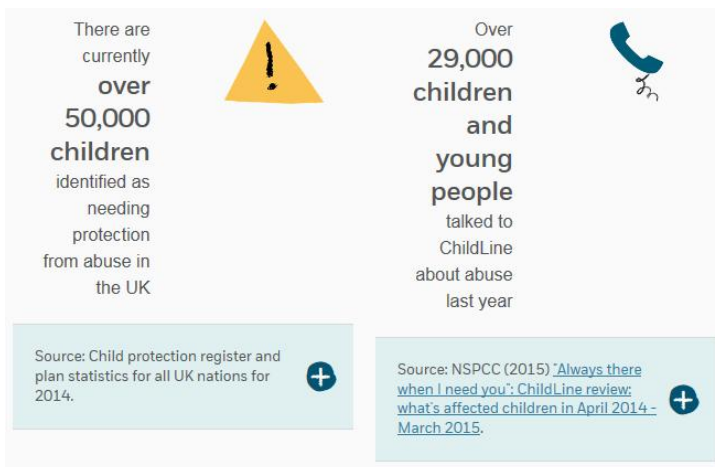 There are
currently
over
50,000
children
identified as
needing
protection
from abuse in
the UK
Source: Child protection register and
plan statistics for all UK nations for
2014.
Over
29,000
children
and
young
people
talked to
ChildLine
about abuse
last year
Source: NSPCC (2015) "Always there
when I need you": ChildLine review:
what's affected children in April 2014 -
March 2015.